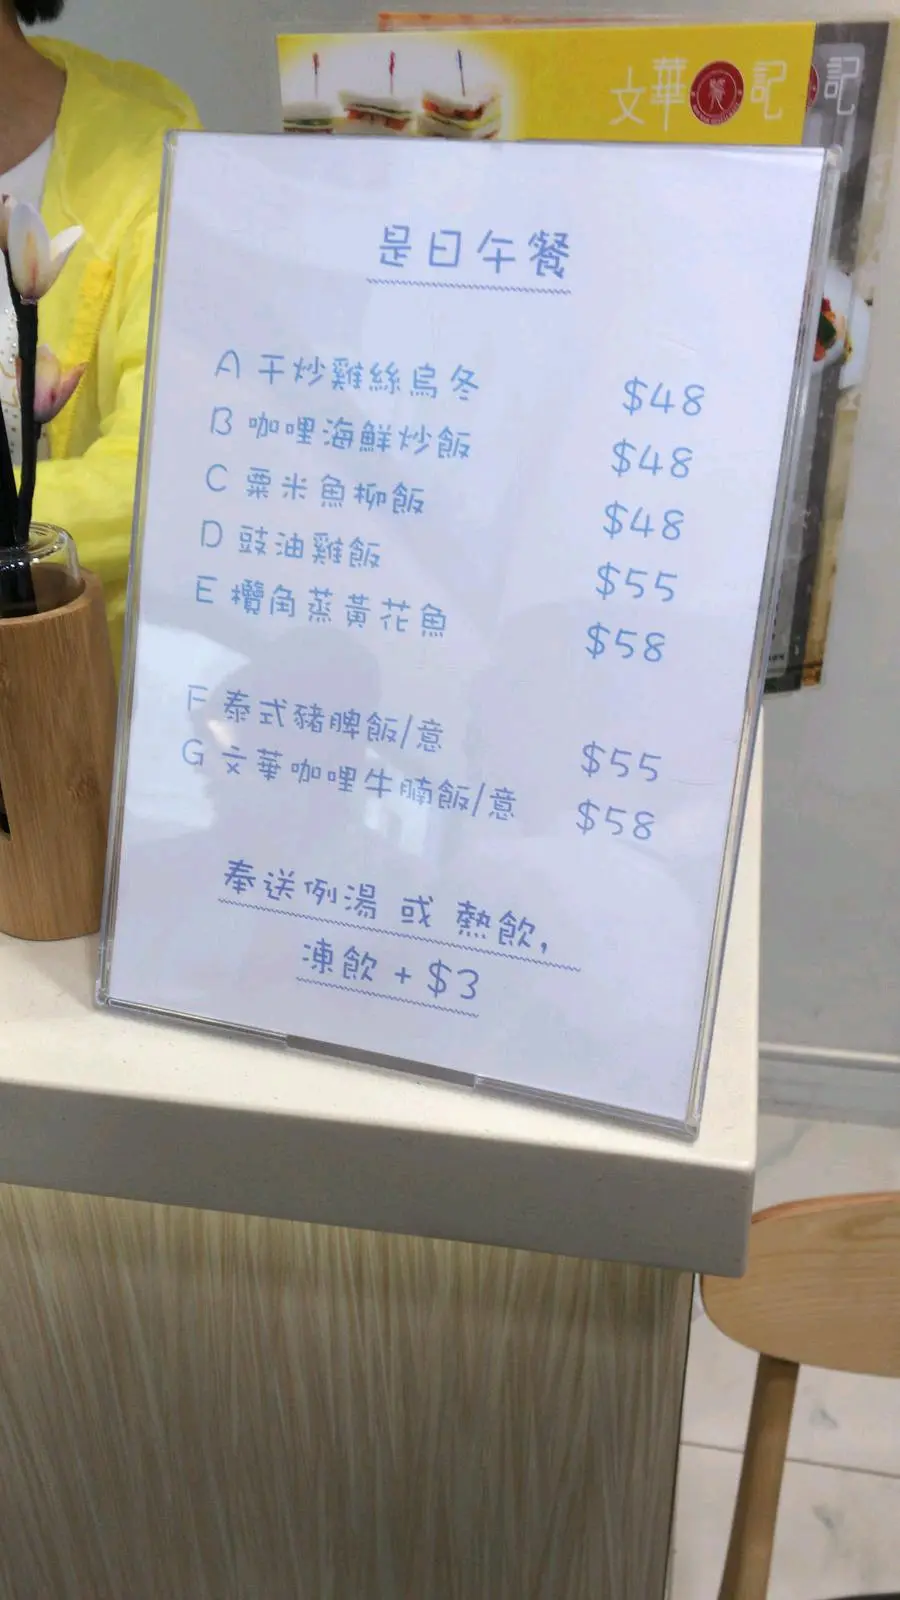 文華 記 記
是日午餐
A 干炒雞絲烏冬 $48
B 咖哩海鮮炒飯 $48
C 粟米魚柳飯 $48
D 豉油雞飯 $55
E 欖角蒸黃花魚 $58
F 泰式豬脾飯/意 $55
G 文華咖哩牛腩飯/意 $58
奉送例湯 或 熱飲,
凍飲 + $3